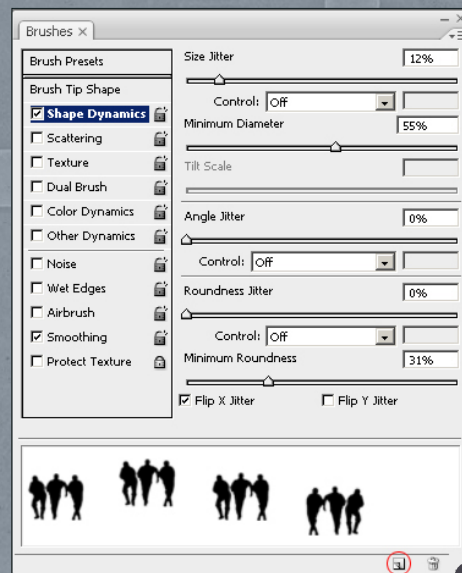 Brushes
Brush Presets
Brush Tip Shape
Shape Dynamics
Scattering
Texture
Dual Brush
Color Dynamics
Other Dynamics
Noise
Wet Edges
Airbrush
Smoothing
Protect Texture
Size Jitter 12%
Control: Off
Minimum Diameter 55%
Tilt Scale
Angle Jitter 0%
Control: Off
Roundness Jitter 0%
Control: Off
Minimum Roundness 31%
Flip X Jitter Flip Y Jitter